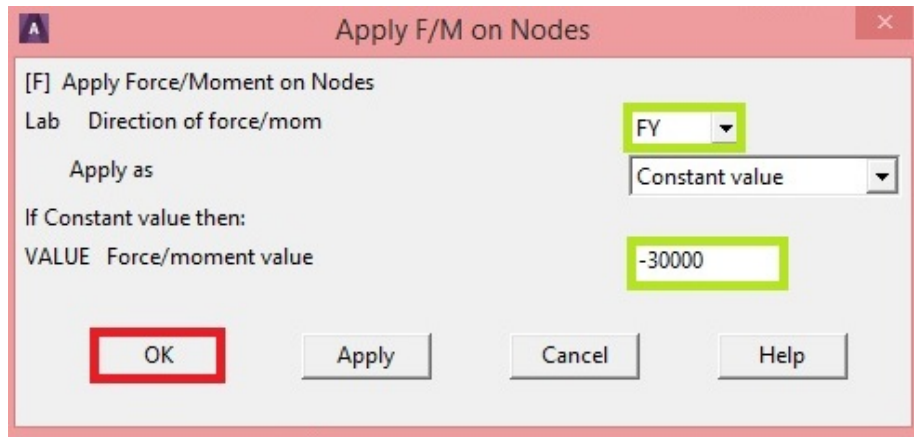 Apply F/M on Nodes
[F] Apply Force/Moment on Nodes
Lab Direction of force/mom FY
Apply as Constant value
If Constant value then:
VALUE Force/moment value -30000
OK Apply Cancel Help